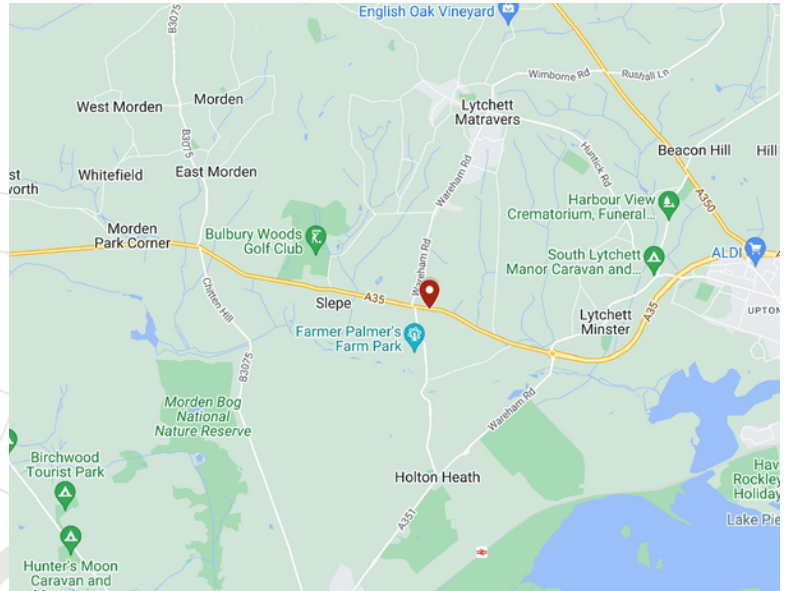 English Oak Vineyard
B3075
Wimborne Rd
Rushall Ln
West Morden
Morden
Lytchett
Matravers
B3075
Huntick Rd
Beacon Hill
Hill
st
worth
Whitefield
East Morden
Wareham Rd
A350
Harbour View
Crematorium, Funeral...
Morden
Park Corner
Bulbury Woods
Golf Club
Wareham Rd
South Lytchett
Manor Caravan and...
ALDI
A
Chitten Hill
Slepe
A35
A35
UPTON
Lytchett
Minster
Farmer Palmer's
Farm Park
B3075
Morden Bog
National
Nature Reserve
Wareham Rd
Birchwood
Tourist Park
Holton Heath
Hav
Rockley
Holiday
A351
Lake Pie
Hunter's Moon
Caravan and